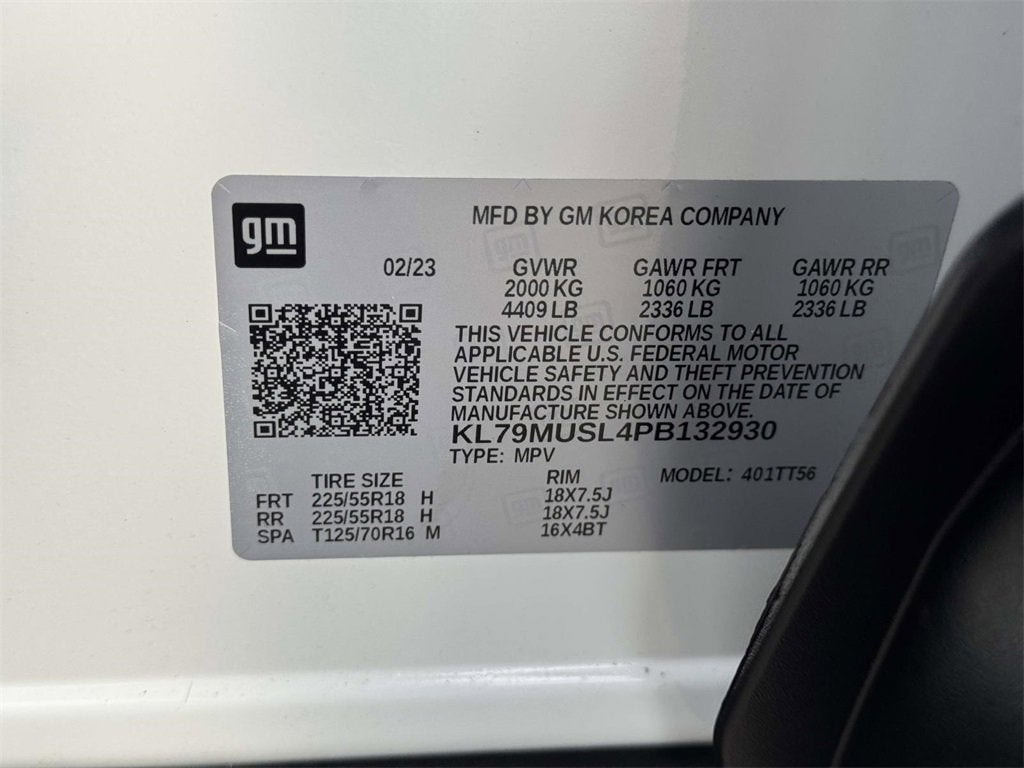 gm
MFD BY GM KOREA COMPANY
02/23 GVWR GAWR FRT GAWR RR
2000 KG 1060 KG 1060 KG
4409 LB 2336 LB 2336 LB
THIS VEHICLE CONFORMS TO ALL
APPLICABLE U.S. FEDERAL MOTOR
VEHICLE SAFETY AND THEFT PREVENTION
STANDARDS IN EFFECT ON THE DATE OF
MANUFACTURE SHOWN ABOVE.
KL79MUSL4PB132930
TYPE: MPV
TIRE SIZE RIM MODEL: 401TT56
FRT 225/55R18 H 18X7.5J
RR 225/55R18 H 18X7.5J
SPA T125/70R16 M 16X4BT